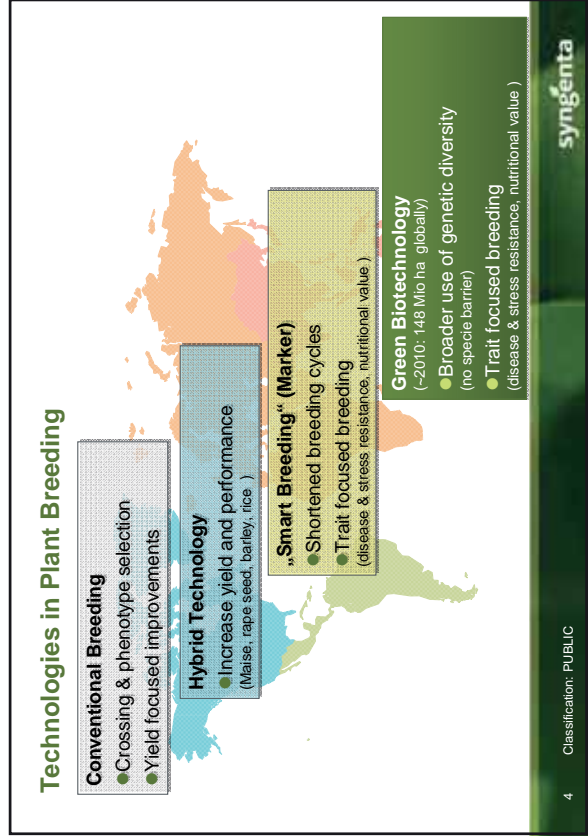 Technologies in Plant Breeding
Conventional Breeding
Crossing & phenotype selection
Yield focused improvements
Hybrid Technology
Increase yield and performance
(Maise, rape seed, barley, rice )
„Smart Breeding“ (Marker)
Shortened breeding cycles
Trait focused breeding
(disease & stress resistance, nutritional value )
Green Biotechnology
(~2010: 148 Mio ha globally)
Broader use of genetic diversity
(no specie barrier)
Trait focused breeding
(disease & stress resistance, nutritional value )
4 Classification: PUBLIC
syngenta